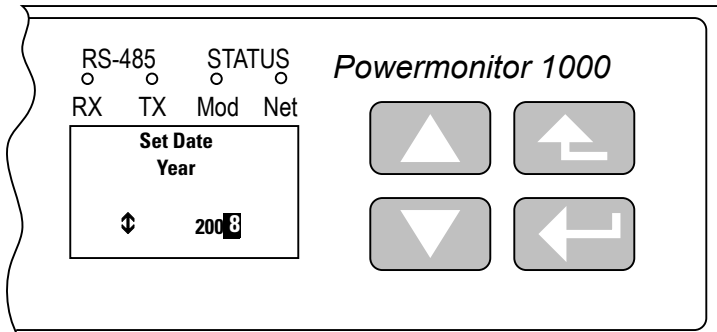 RS-485 STATUS
Powermonitor 1000
RX TX Mod Net
Set Date
Year
2008